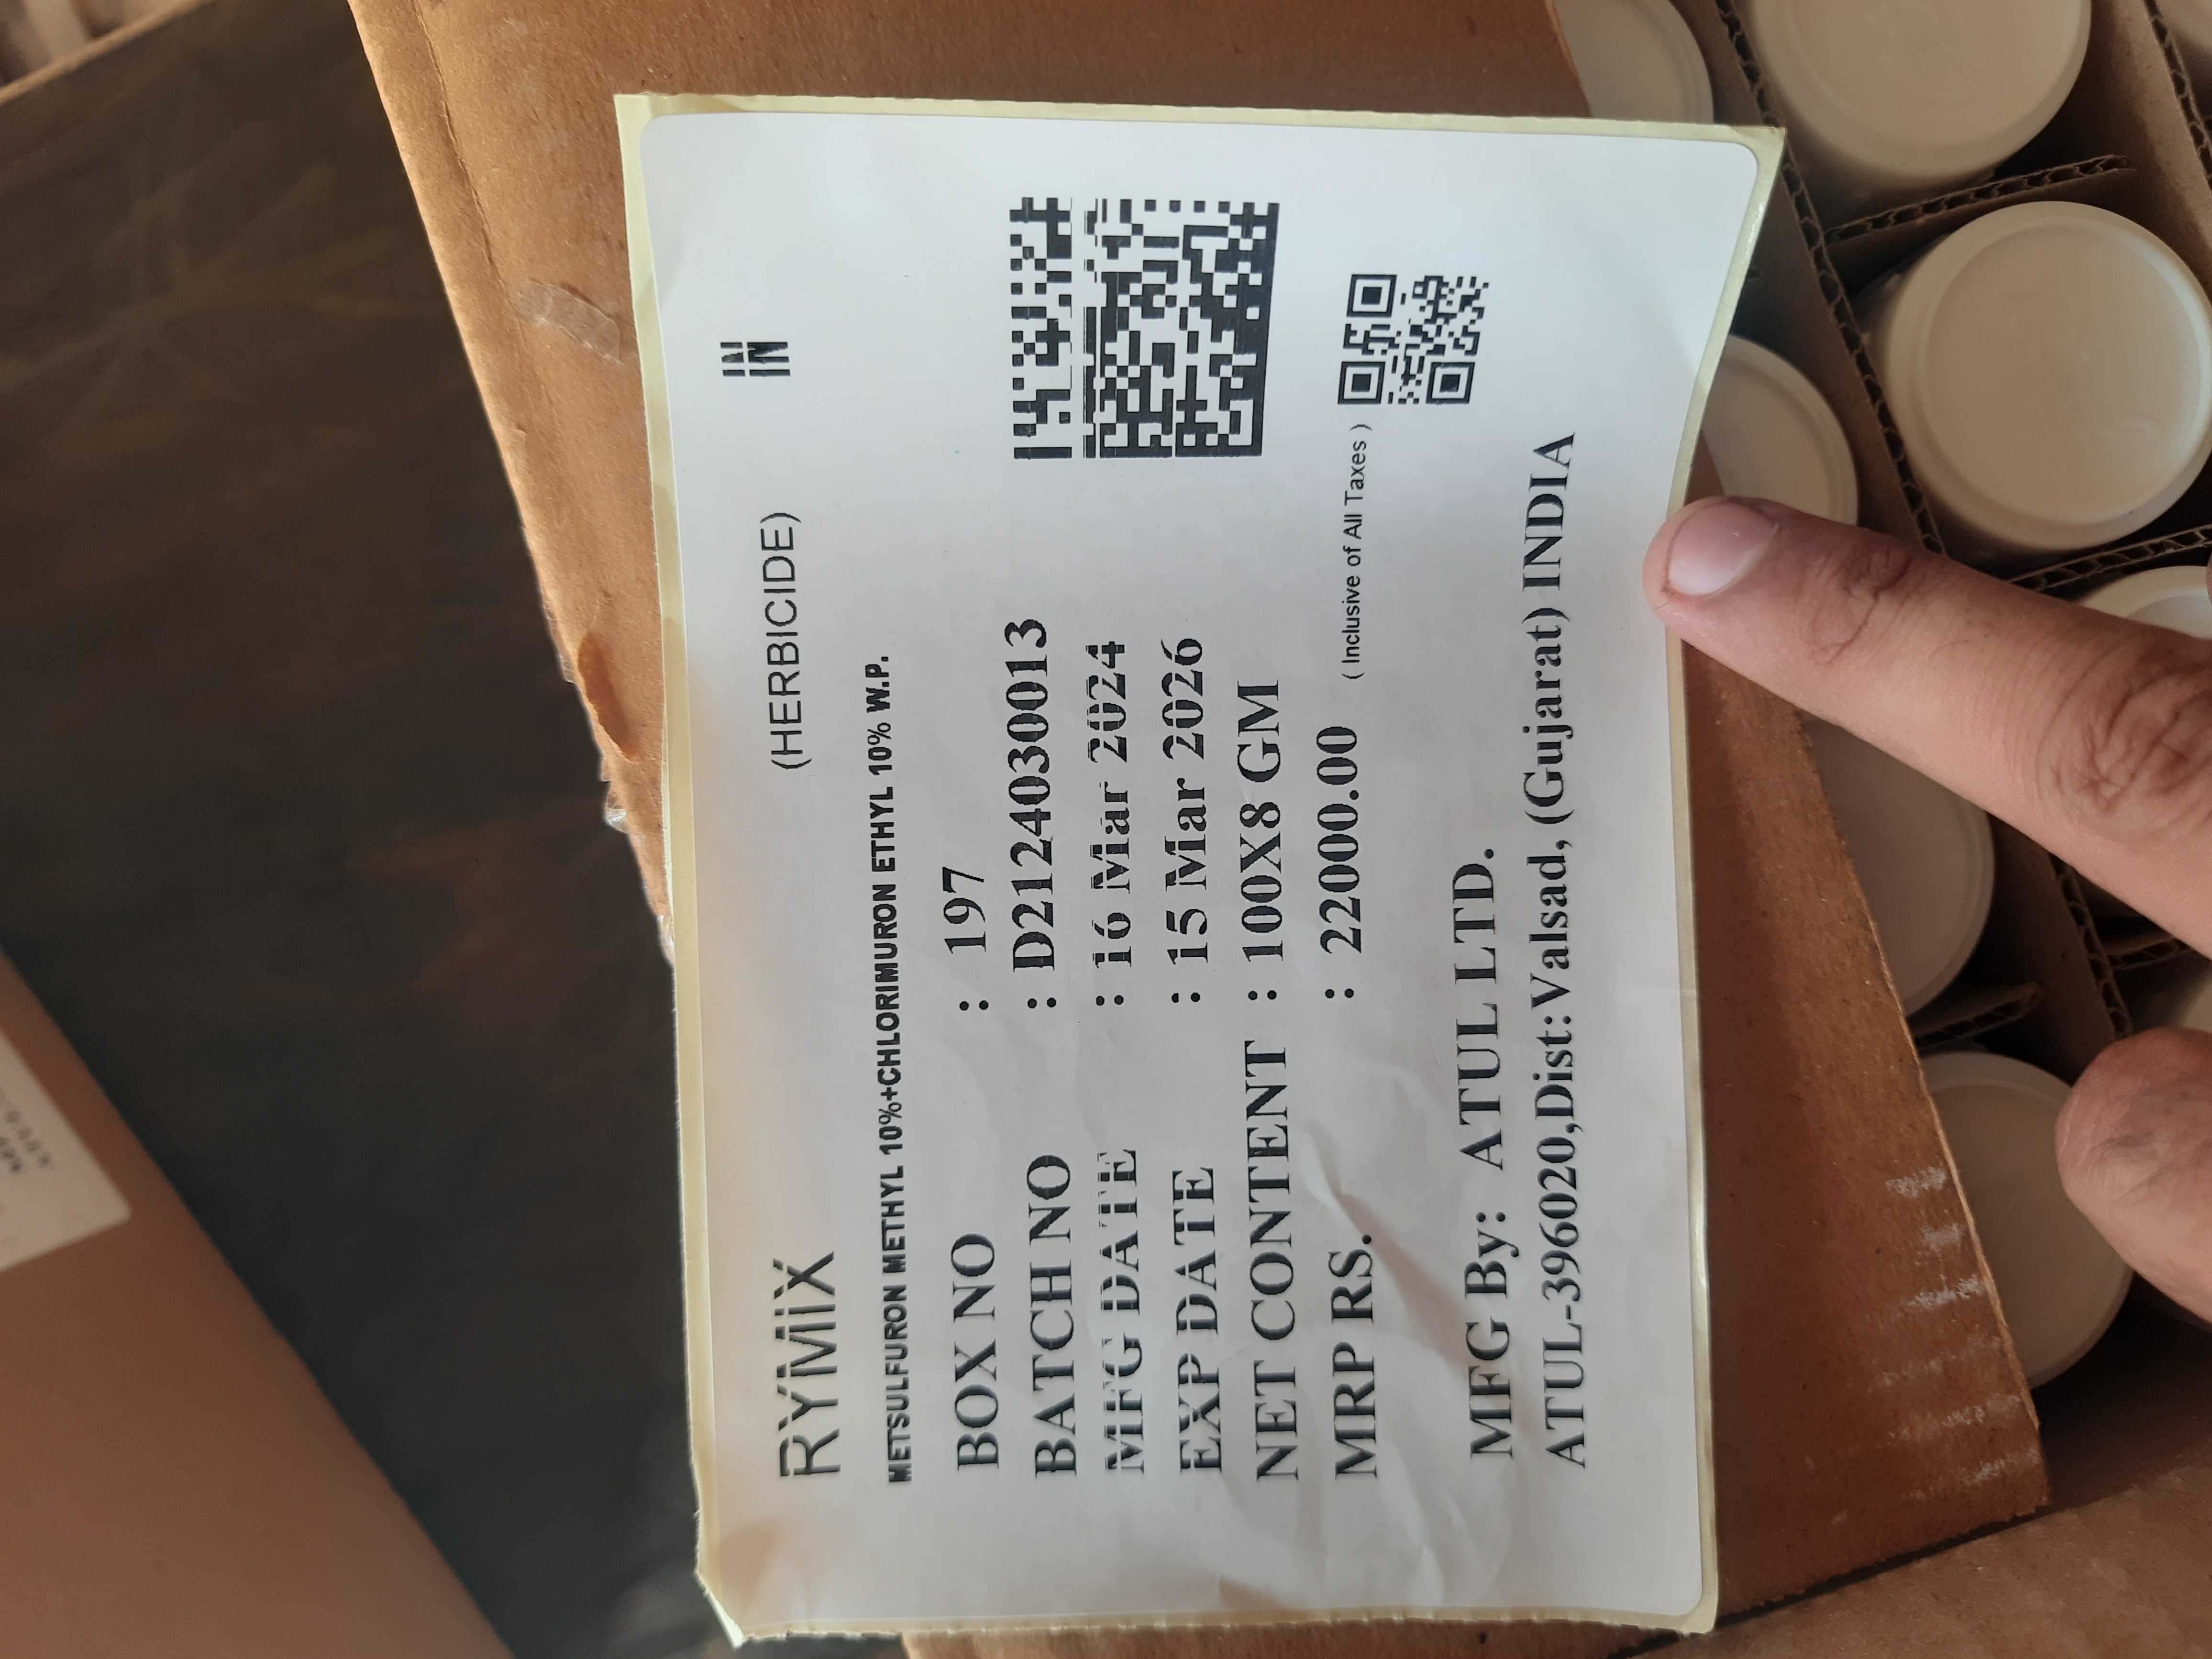 IN
RYMIX (HERBICIDE)
METSULFURON METHYL 10%+CHLORIMURON ETHYL 10% W.P.
BOX NO : 197
BATCH NO : D2124030013
MFG DATE : 16 Mar 2024
EXP DATE : 15 Mar 2026
NET CONTENT : 100X8 GM
MRP RS. : 22000.00 ( Inclusive of All Taxes )
MFG By: ATUL LTD.
ATUL-396020,Dist:Valsad, (Gujarat) INDIA